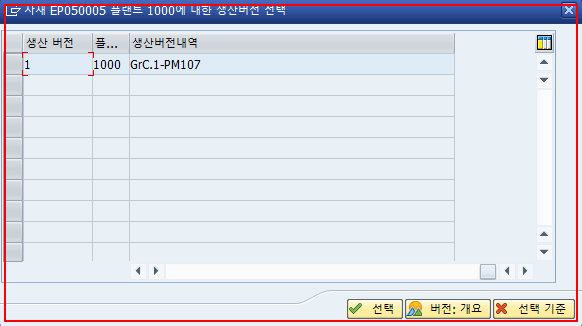 자재 EP050005 플랜트 1000에 대한 생산버전 선택
생산 버전 플... 생산버전내역
1 1000 GrC.1-PM107
선택 버전: 개요 선택 기준